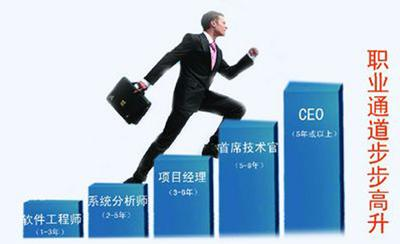 软件工程师
(1-3年)
系统分析师
(2-5年)
项目经理
(3-6年)
首席技术官
(5-8年)
CEO
(5年或以上)
职业通道步步高升